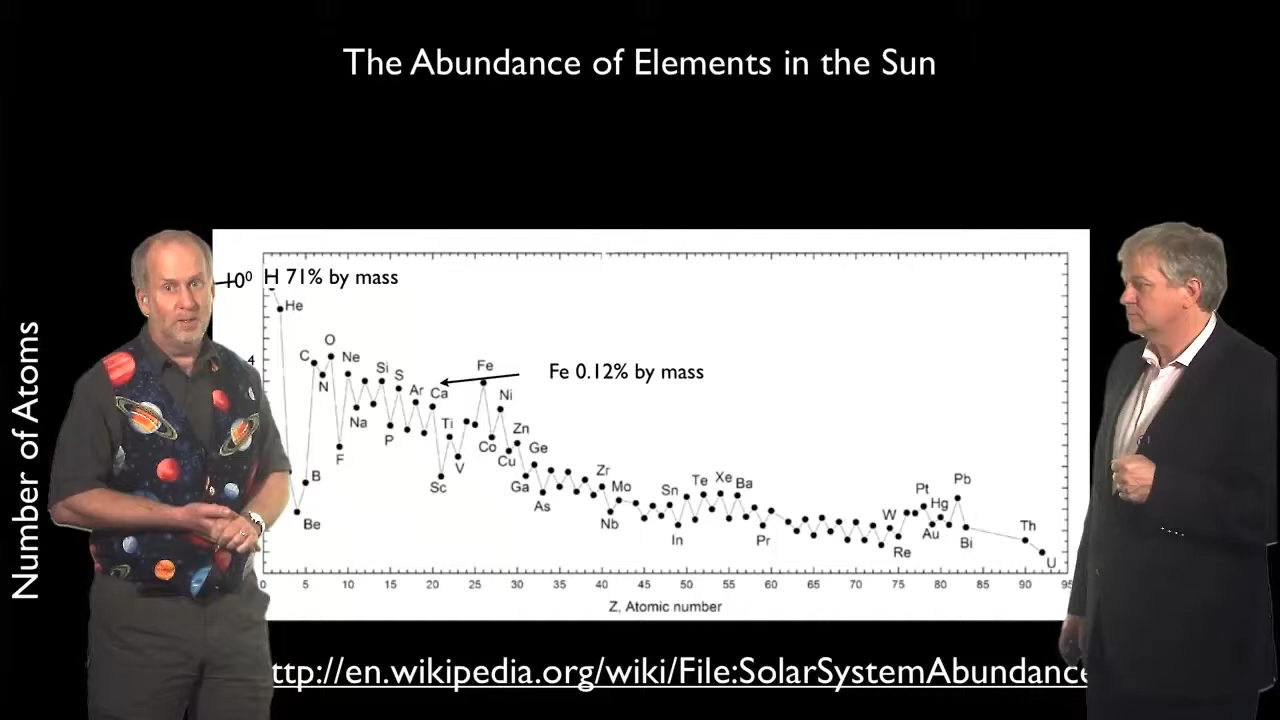 The Abundance of Elements in the Sun
Number of Atoms
10⁰
H 71% by mass
He
4
O
C
Ne
N
Si
S
Ar
Ca
Fe
Fe 0.12% by mass
Na
P
F
Ti
Ni
Co
Zn
V
Cu
Ge
B
Sc
Ga
As
Be
Zr
Mo
Nb
Sn
Te
Xe
Ba
In
Pr
W
Pt
Hg
Pb
Re
Au
Bi
Th
U
0 5 10 15 20 25 30 35 40 45 50 55 60 65 70 75 80 85 90 95
Z, Atomic number
ttp://en.wikipedia.org/wiki/File:SolarSystemAbundance